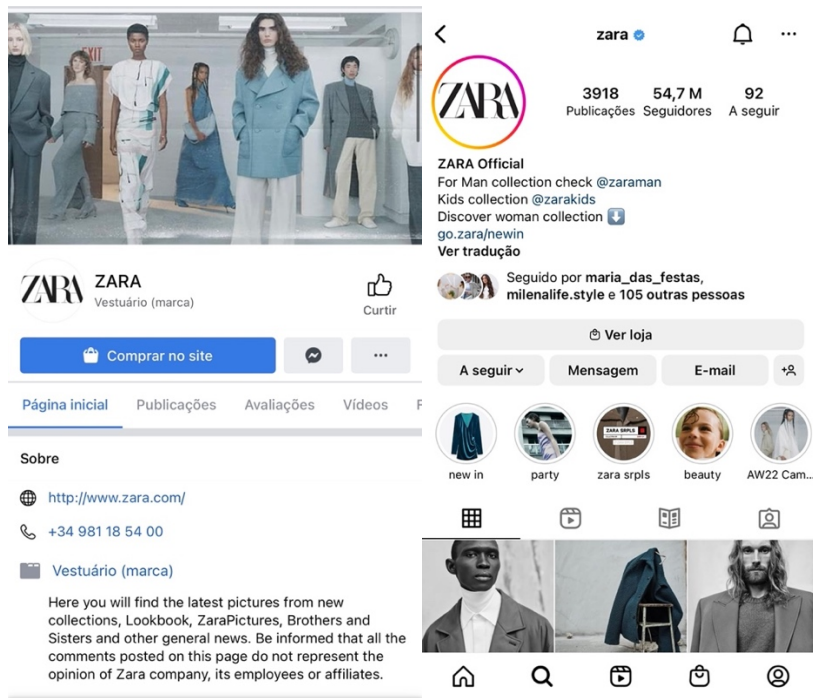 EXIT
ZARA
ZARA
Vestuário (marca)
Curtir
Comprar no site
Página inicial
Publicações
Avaliações
Vídeos
Sobre
http://www.zara.com/
+34 981 18 54 00
Vestuário (marca)
Here you will find the latest pictures from new
collections, Lookbook, ZaraPictures, Brothers and
Sisters and other general news. Be informed that all the
comments posted on this page do not represent the
opinion of Zara company, its employees or affiliates.
zara
ZARA
3918 54,7 M 92
Publicações Seguidores A seguir
ZARA Official
For Man collection check @zaraman
Kids collection @zarakids
Discover woman collection
go.zara/newin
Ver tradução
Seguido por maria_das_festas,
milenalife.style e 105 outras pessoas
Ver loja
A seguir Mensagem E-mail
ZARA SRPLS
new in party zara srpls beauty AW22 Cam...